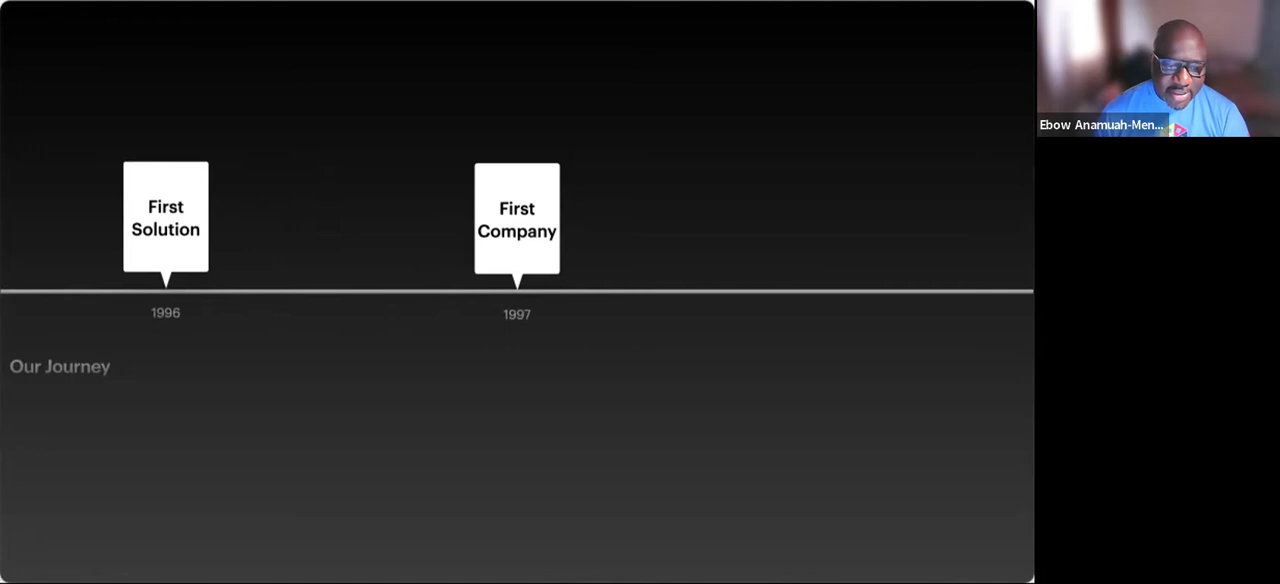 First
Solution
First
Company
1996
1997
Our Journey
Ebow Anamuah-Men...